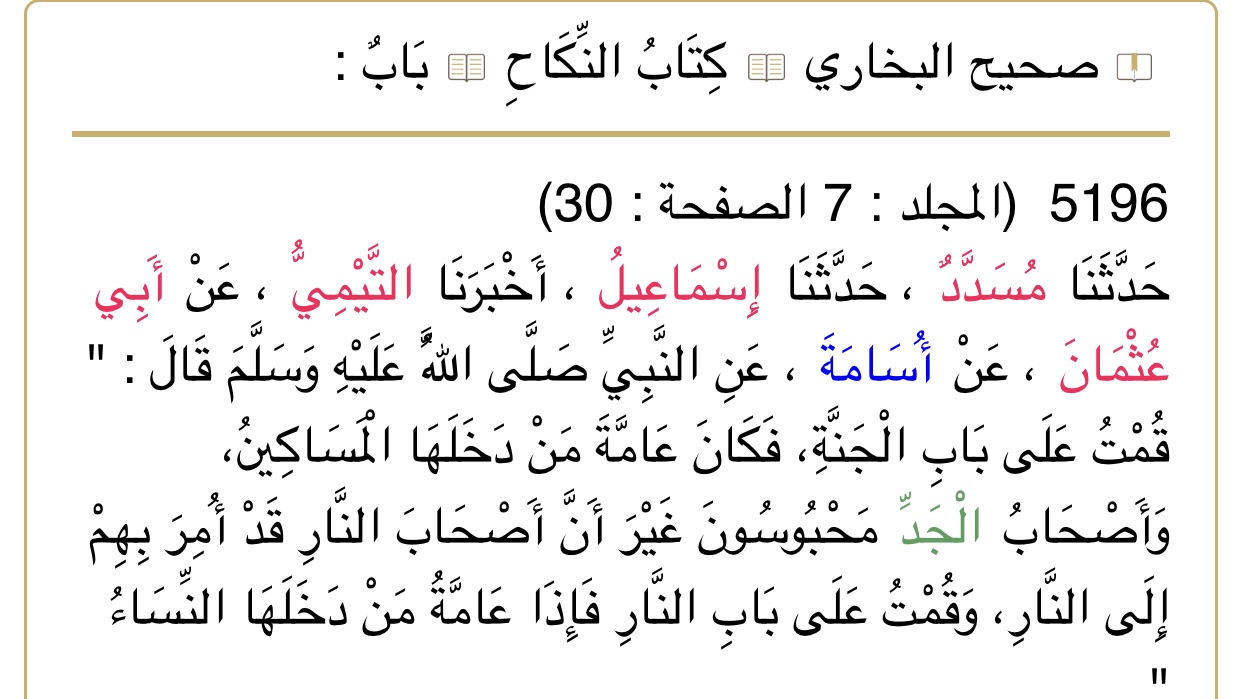 صحيح البخاري كِتَابُ النِّكَاحِ بَابٌ :
5196 (المجلد : 7 الصفحة : 30)
حَدَّثَنَا مُسَدَّدٌ ، حَدَّثَنَا إِسْمَاعِيلُ ، أَخْبَرَنَا التَّيْمِيُّ ، عَنْ أَبِي
عُثْمَانَ ، عَنْ أُسَامَةَ ، عَنِ النَّبِيِّ صَلَّى اللَّهُ عَلَيْهِ وَسَلَّمَ قَالَ : "
قُمْتُ عَلَى بَابِ الْجَنَّةِ، فَكَانَ عَامَّةَ مَنْ دَخَلَهَا الْمَسَاكِينُ،
وَأَصْحَابُ الْجَدِّ مَحْبُوسُونَ غَيْرَ أَنَّ أَصْحَابَ النَّارِ قَدْ أُمِرَ بِهِمْ
إِلَى النَّارِ، وَقُمْتُ عَلَى بَابِ النَّارِ فَإِذَا عَامَّةُ مَنْ دَخَلَهَا النِّسَاءُ
"